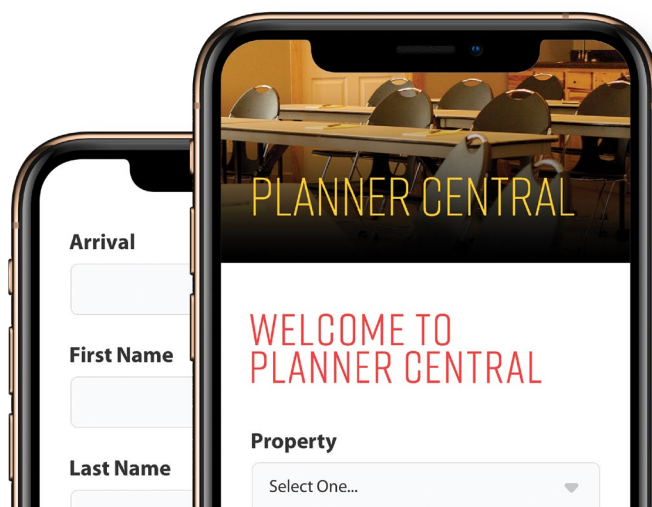 Arrival
First Name
Last Name
PLANNER CENTRAL
WELCOME TO
PLANNER CENTRAL
Property
Select One...